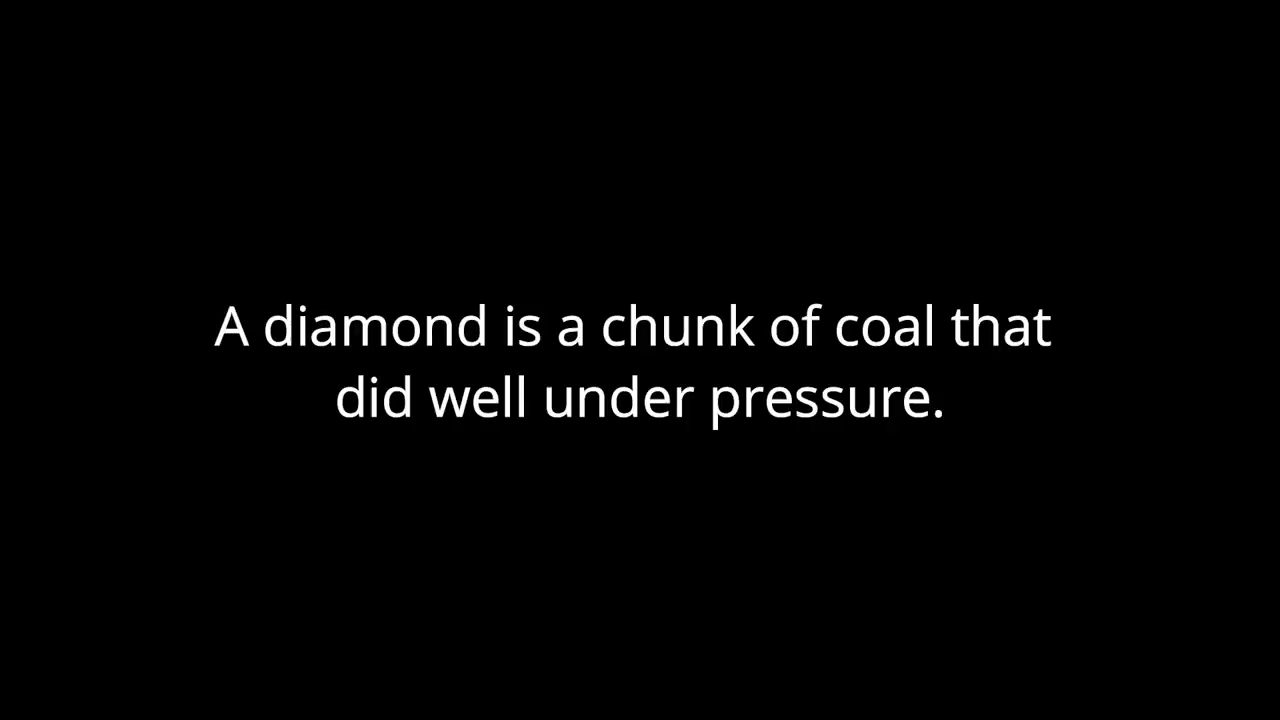 A diamond is a chunk of coal that
did well under pressure.